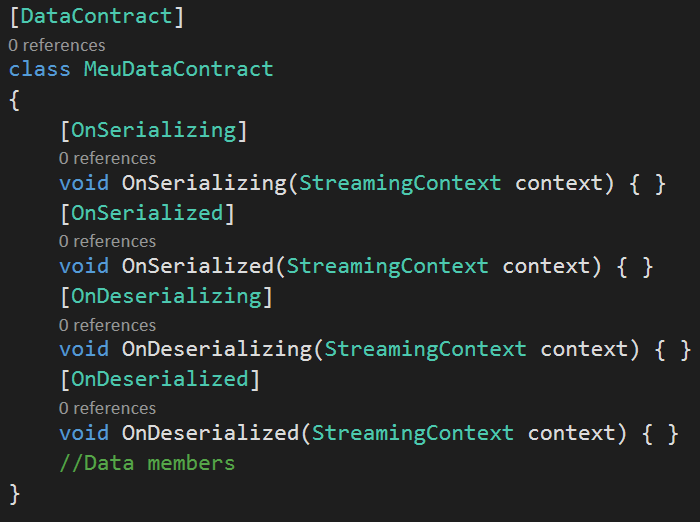 [DataContract]
0 references
class MeuDataContract
{
[OnSerializing]
0 references
void OnSerializing(StreamingContext context) { }
[OnSerialized]
0 references
void OnSerialized(StreamingContext context) { }
[OnDeserializing]
0 references
void OnDeserializing(StreamingContext context) { }
[OnDeserialized]
0 references
void OnDeserialized(StreamingContext context) { }
//Data members
}